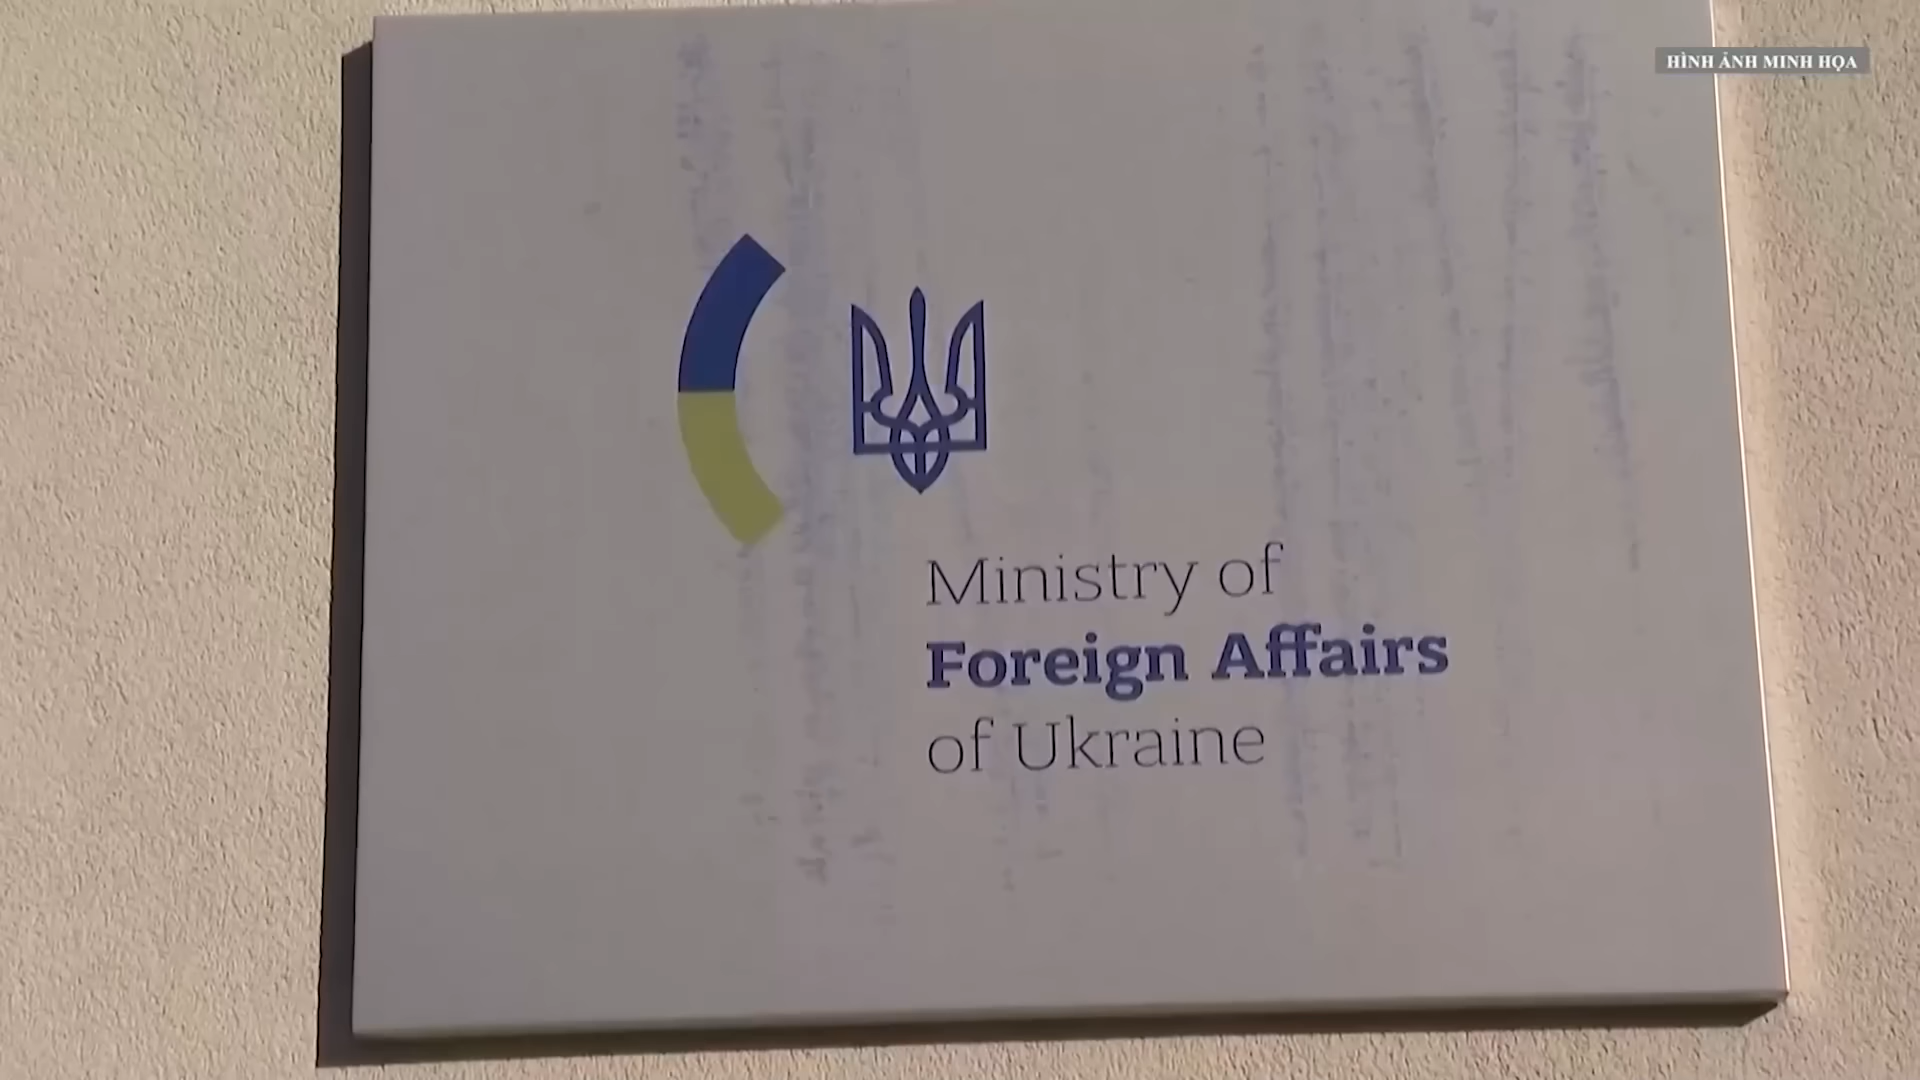 HÌNH ẢNH MINH HỌA
Ministry of
Foreign Affairs
of Ukraine